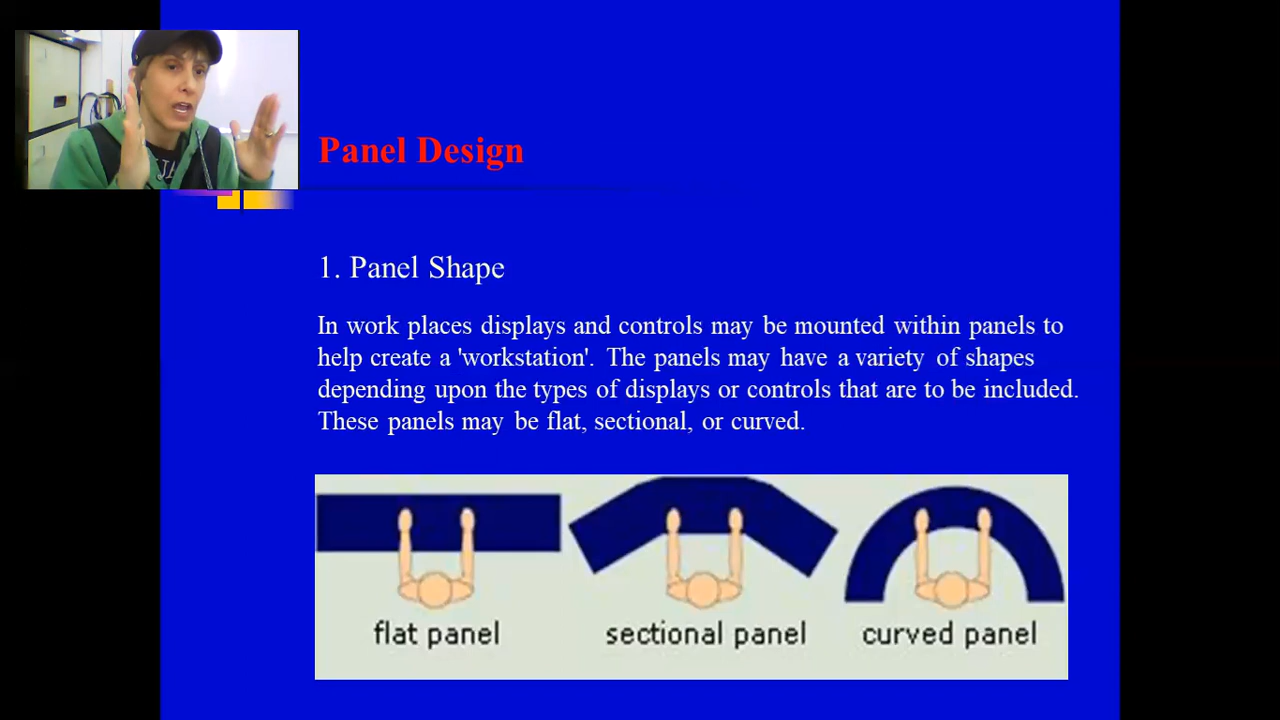 Panel Design
1. Panel Shape
In work places displays and controls may be mounted within panels to
help create a 'workstation'. The panels may have a variety of shapes
depending upon the types of displays or controls that are to be included.
These panels may be flat, sectional, or curved.
flat panel
sectional panel
curved panel